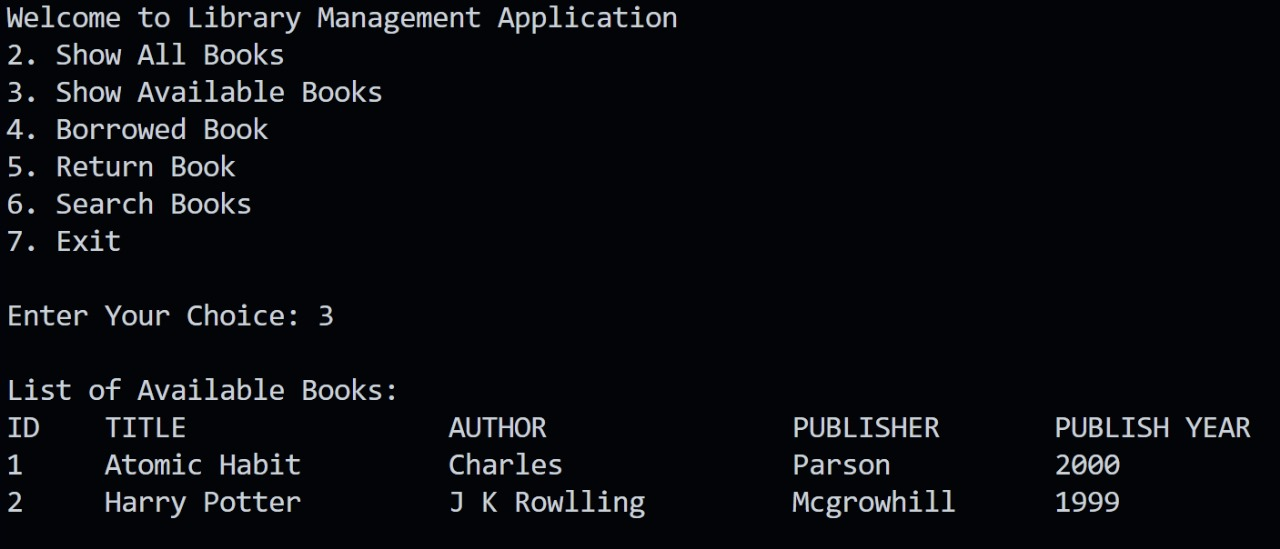 Welcome to Library Management Application
2. Show All Books
3. Show Available Books
4. Borrowed Book
5. Return Book
6. Search Books
7. Exit
Enter Your Choice: 3
List of Available Books:
ID TITLE AUTHOR PUBLISHER PUBLISH YEAR
1 Atomic Habit Charles Parson 2000
2 Harry Potter J K Rowlling Mcgrowhill 1999